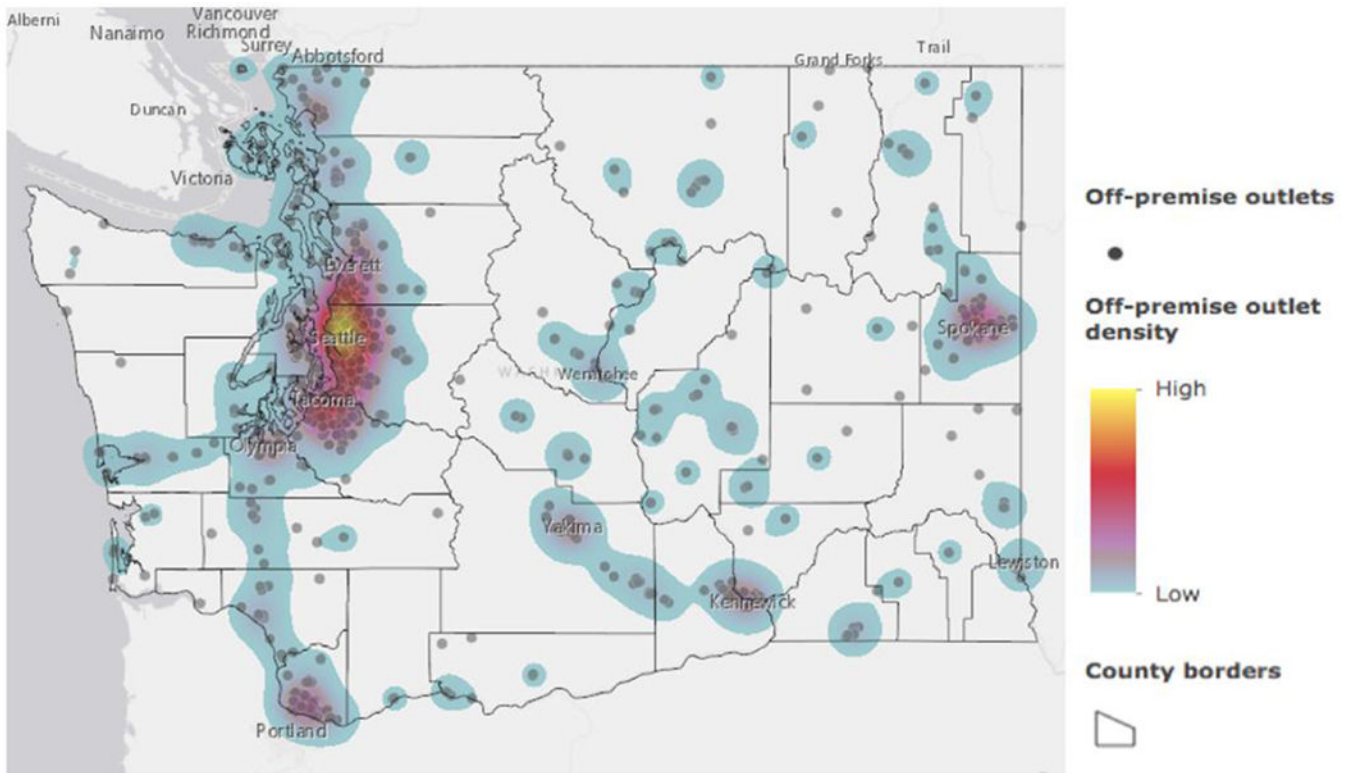 Alberni
Vancouver
Nanaimo
Richmond
Surrey
Abbotsford
Trail
Grand Forks
Duncan
Victoria
Everett
Seattle
Spokane
Wenatchee
Tacoma
Olympia
Yakima
Lewiston
Kennewick
Portland
Off-premise outlets
Off-premise outlet
density
High
Low
County borders